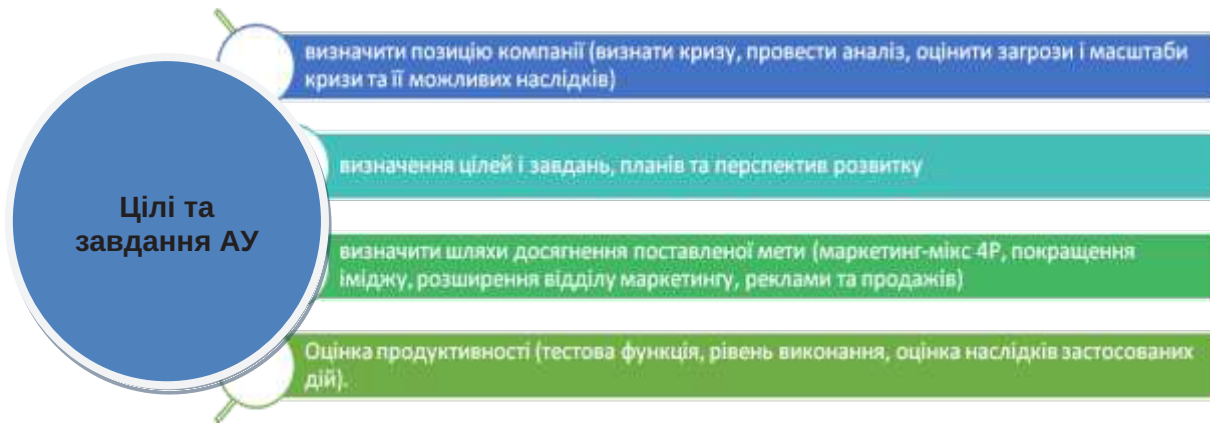 Цілі та
завдання АУ
визначити позицію компанії (визнати кризу, провести аналіз, оцінити загрози і масштаби
кризи та її можливих наслідків)
визначення цілей і завдань, планів та перспектив розвитку
визначити шляхи досягнення поставленої мети (маркетинг-мікс 4Р, покращення
іміджу, розширення відділу маркетингу, реклами та продажів)
Оцінка продуктивності (тестова функція, рівень виконання, оцінка наслідків застосованих
дій).